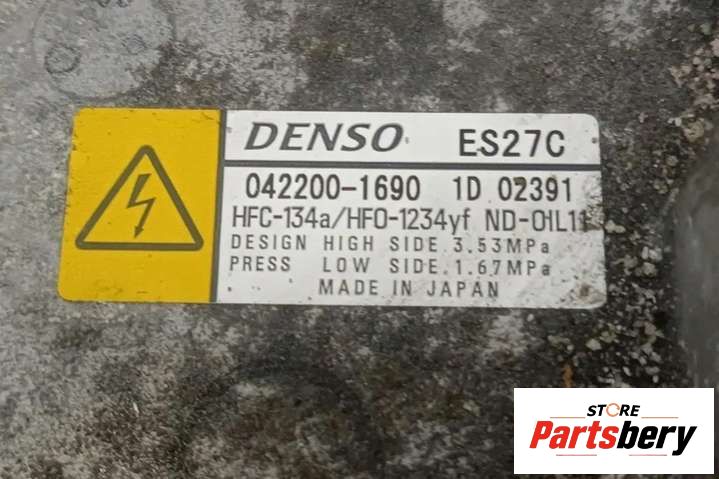 DENSO ES27C
042200-1690 1D 02391
HFC-134a/HFO-1234yf ND-OIL11
DESIGN HIGH SIDE 3.53MPa
PRESS LOW SIDE 1.67MPa
MADE IN JAPAN
STORE
Partsbery